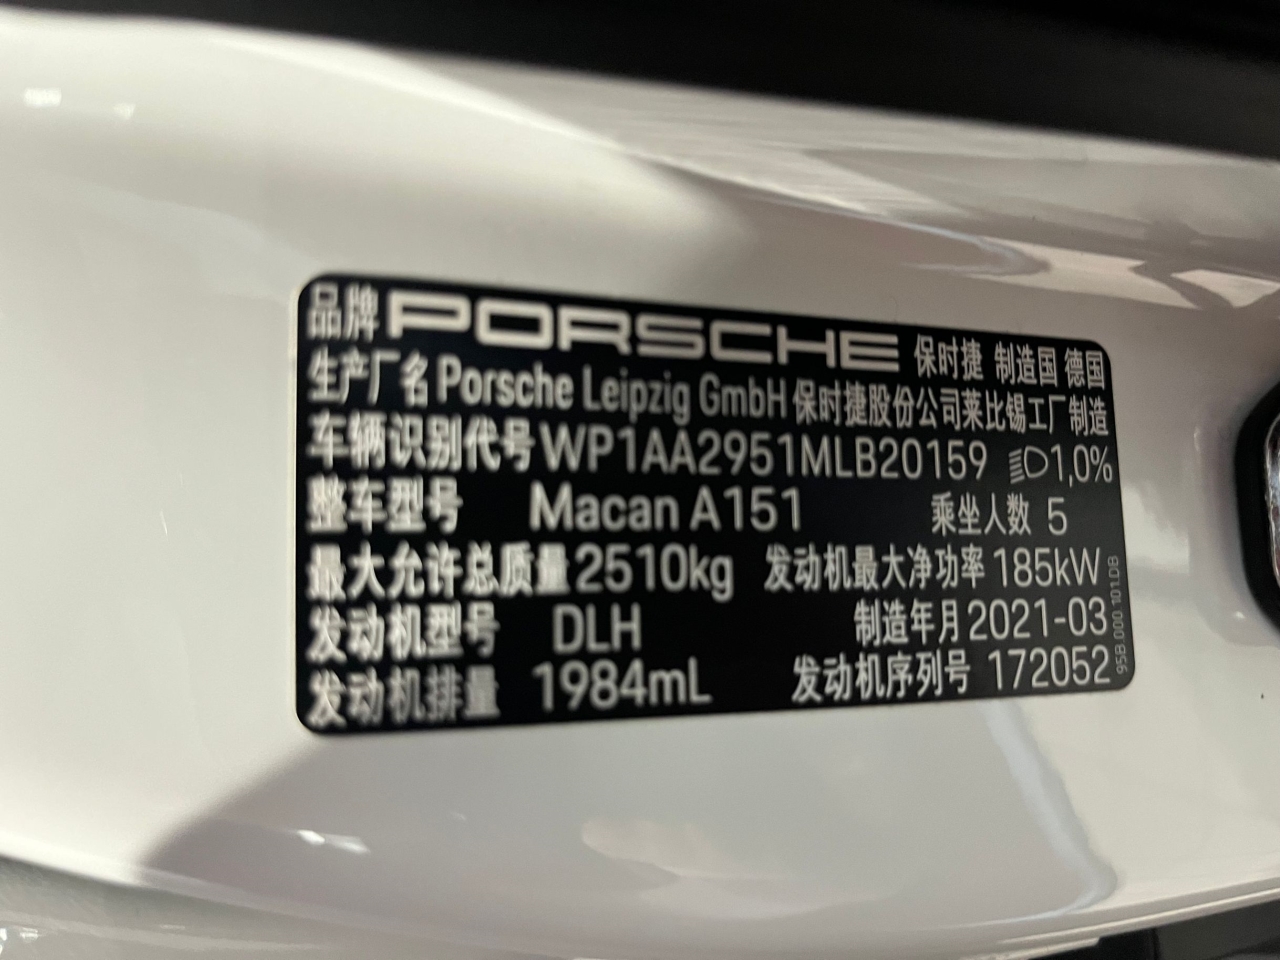 品牌 PORSCHE 保时捷 制造国 德国
生产厂名 Porsche Leipzig GmbH 保时捷股份公司莱比锡工厂制造
车辆识别代号 WP1AA2951MLB20159 1,0%
整车型号 Macan A151 乘坐人数 5
最大允许总质量 2510kg 发动机最大净功率 185kW
发动机型号 DLH 制造年月 2021-03
发动机排量 1984mL 发动机序列号 172052
95B.000.101.DB